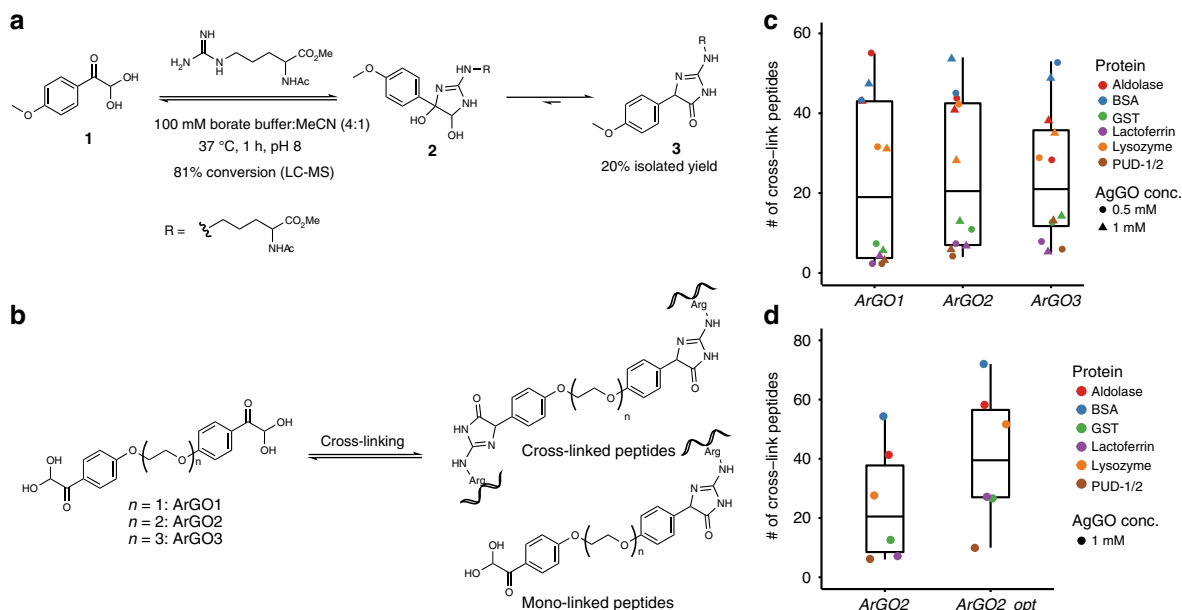 a
NH
H2N
N
H
CO2Me
NHAc
O
OH
OH
O
1
100 mM borate buffer:MeCN (4:1)
37 °C, 1 h, pH 8
81% conversion (LC-MS)
O
HN
R
N
NH
HO
OH
2
R
HN
N
NH
O
O
3
20% isolated yield
R =
CO2Me
NHAc
b
OH
HO
O
O
O
n
O
OH
OH
n = 1: ArGO1
n = 2: ArGO2
n = 3: ArGO3
Cross-linking
Arg
NH
N
NH
O
O
O
n
O
HN
N
HN
Arg
Cross-linked peptides
Arg
NH
N
NH
O
O
O
n
OH
HO
O
Mono-linked peptides
c
# of cross–link peptides
60
40
20
0
ArGO1
ArGO2
ArGO3
Protein
Aldolase
BSA
GST
Lactoferrin
Lysozyme
PUD-1/2
AgGO conc.
0.5 mM
1 mM
d
# of cross–link peptides
80
60
40
20
0
ArGO2
ArGO2_opt
Protein
Aldolase
BSA
GST
Lactoferrin
Lysozyme
PUD-1/2
AgGO conc.
1 mM